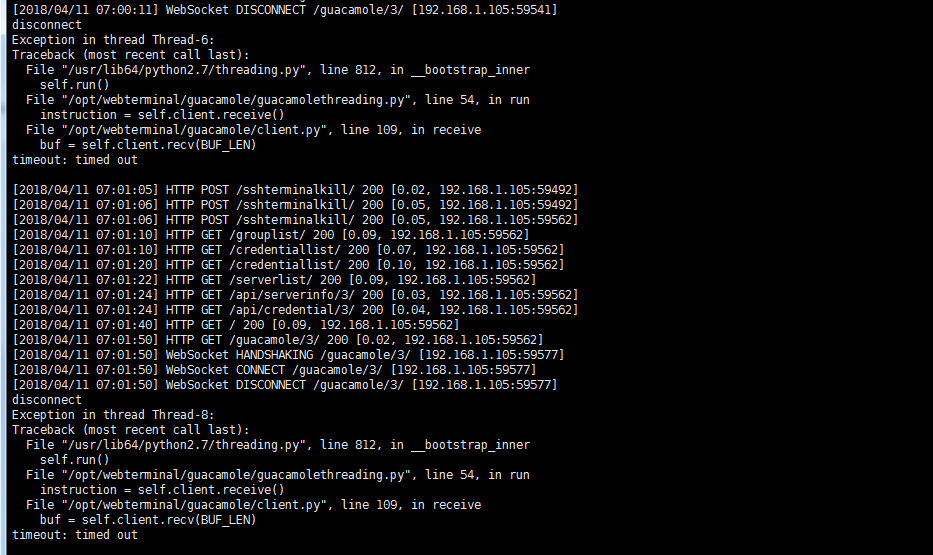 [2018/04/11 07:00:11] WebSocket DISCONNECT /guacamole/3/ [192.168.1.105:59541]
disconnect
Exception in thread Thread-6:
Traceback (most recent call last):
  File "/usr/lib64/python2.7/threading.py", line 812, in __bootstrap_inner
    self.run()
  File "/opt/webterminal/guacamole/guacamolethreading.py", line 54, in run
    instruction = self.client.receive()
  File "/opt/webterminal/guacamole/client.py", line 109, in receive
    buf = self.client.recv(BUF_LEN)
timeout: timed out

[2018/04/11 07:01:05] HTTP POST /sshterminalkill/ 200 [0.02, 192.168.1.105:59492]
[2018/04/11 07:01:06] HTTP POST /sshterminalkill/ 200 [0.05, 192.168.1.105:59492]
[2018/04/11 07:01:06] HTTP POST /sshterminalkill/ 200 [0.05, 192.168.1.105:59562]
[2018/04/11 07:01:10] HTTP GET /grouplist/ 200 [0.09, 192.168.1.105:59562]
[2018/04/11 07:01:10] HTTP GET /credentiallist/ 200 [0.07, 192.168.1.105:59562]
[2018/04/11 07:01:20] HTTP GET /credentiallist/ 200 [0.10, 192.168.1.105:59562]
[2018/04/11 07:01:22] HTTP GET /serverlist/ 200 [0.09, 192.168.1.105:59562]
[2018/04/11 07:01:24] HTTP GET /api/serverinfo/3/ 200 [0.03, 192.168.1.105:59562]
[2018/04/11 07:01:24] HTTP GET /api/credential/3/ 200 [0.04, 192.168.1.105:59562]
[2018/04/11 07:01:40] HTTP GET / 200 [0.09, 192.168.1.105:59562]
[2018/04/11 07:01:50] HTTP GET /guacamole/3/ 200 [0.02, 192.168.1.105:59562]
[2018/04/11 07:01:50] WebSocket HANDSHAKING /guacamole/3/ [192.168.1.105:59577]
[2018/04/11 07:01:50] WebSocket CONNECT /guacamole/3/ [192.168.1.105:59577]
[2018/04/11 07:01:50] WebSocket DISCONNECT /guacamole/3/ [192.168.1.105:59577]
disconnect
Exception in thread Thread-8:
Traceback (most recent call last):
  File "/usr/lib64/python2.7/threading.py", line 812, in __bootstrap_inner
    self.run()
  File "/opt/webterminal/guacamole/guacamolethreading.py", line 54, in run
    instruction = self.client.receive()
  File "/opt/webterminal/guacamole/client.py", line 109, in receive
    buf = self.client.recv(BUF_LEN)
timeout: timed out